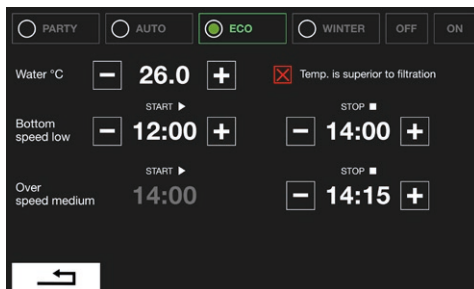 PARTY AUTO ECO WINTER OFF ON
Water °C 26.0 Temp. is superior to filtration
START STOP
Bottom speed low 12:00 14:00
START STOP
Over speed medium 14:00 14:15